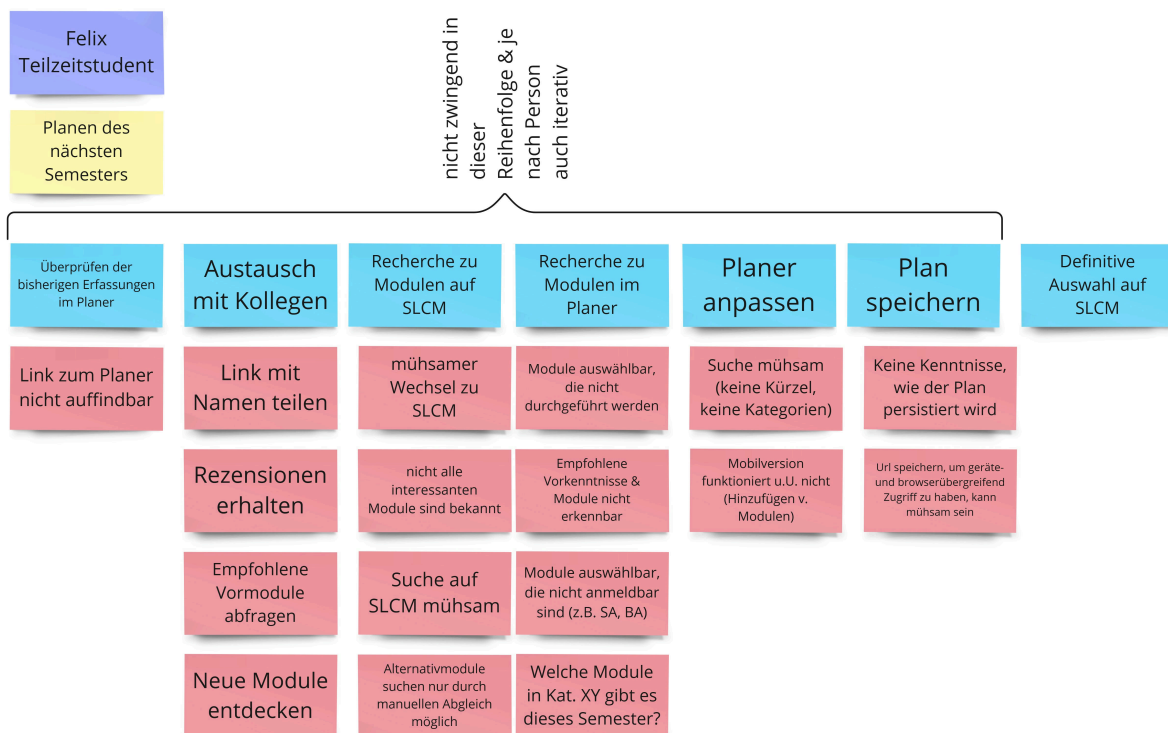 Felix
Teilzeitstudent
Planen des
nächsten
Semesters
nicht zwingend in
dieser
Reihenfolge & je
nach Person
auch iterativ
Überprüfen der
bisherigen Erfassungen
im Planer
Austausch
mit Kollegen
Recherche zu
Modulen auf
SLCM
Recherche zu
Modulen im
Planer
Planer
anpassen
Plan
speichern
Definitive
Auswahl auf
SLCM
Link zum Planer
nicht auffindbar
Link mit
Namen teilen
mühsamer
Wechsel zu
SLCM
Module auswählbar,
die nicht
durchgeführt werden
Suche mühsam
(keine Kürzel,
keine Kategorien)
Keine Kenntnisse,
wie der Plan
persistiert wird
Rezensionen
erhalten
nicht alle
interessanten
Module sind bekannt
Empfohlene
Vorkenntnisse &
Module nicht
erkennbar
Mobilversion
funktioniert u.U. nicht
(Hinzufügen v.
Modulen)
Url speichern, um geräte-
und browserübergreifend
Zugriff zu haben, kann
mühsam sein
Empfohlene
Vormodule
abfragen
Suche auf
SLCM mühsam
Module auswählbar,
die nicht anmeldbar
sind (z.B. SA, BA)
Neue Module
entdecken
Alternativmodule
suchen nur durch
manuellen Abgleich
möglich
Welche Module
in Kat. XY gibt es
dieses Semester?